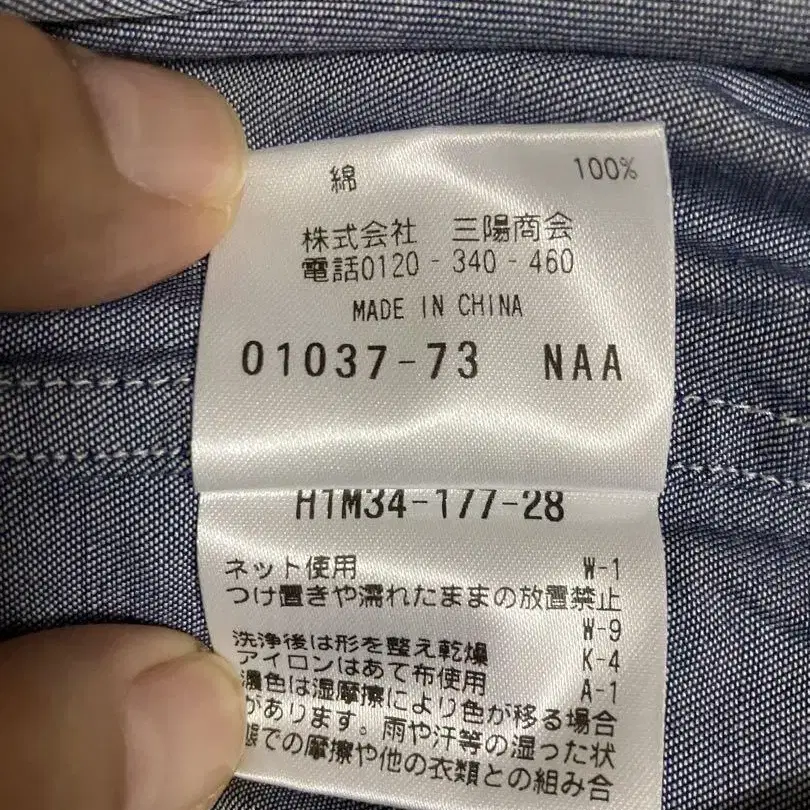 綿 100%
株式会社 三陽商会
電話0120-340-460
MADE IN CHINA
01037-73 NAA
H1M34-177-28
ネット使用 W-1
つけ置きや濡れたままの放置禁止
W-9
洗浄後は形を整え乾燥 K-4
アイロンはあて布使用 A-1
濃色は湿摩擦により色が移る場合
があります。雨や汗等の湿った状
態での摩擦や他の衣類との組み合